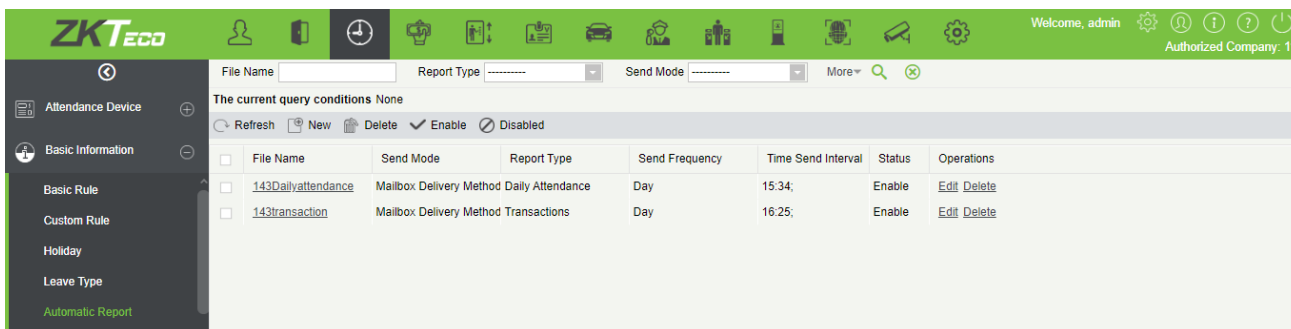 ZKTECO
Welcome, admin
Authorized Company: 1
File Name Report Type ---------- Send Mode ---------- More
Attendance Device
The current query conditions None
Refresh New Delete Enable Disabled
Basic Information
File Name Send Mode Report Type Send Frequency Time Send Interval Status Operations
Basic Rule
143Dailyattendance Mailbox Delivery Method Daily Attendance Day 15:34; Enable Edit Delete
Custom Rule
143transaction Mailbox Delivery Method Transactions Day 16:25; Enable Edit Delete
Holiday
Leave Type
Automatic Report